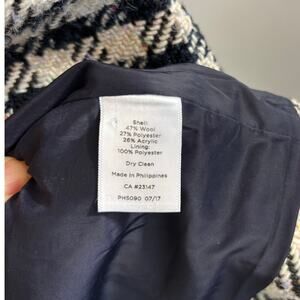 Shell:
47% Wool
27% Polyester
26% Acrylic
Lining:
100% Polyester
Dry Clean
Made in Philippines
CA #23147
PH5090 07/17